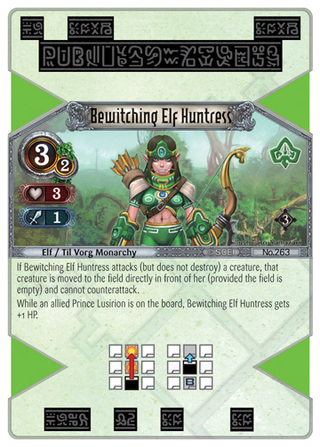 Bewitching Elf Huntress
3
2
3
1
3
Elf / Til Vorg Monarchy SCE No.263
If Bewitching Elf Huntress attacks (but does not destroy) a creature, that
creature is moved to the field directly in front of her (provided the field is
empty) and cannot counterattack.
While an allied Prince Lusirion is on the board, Bewitching Elf Huntress gets
+1 HP.